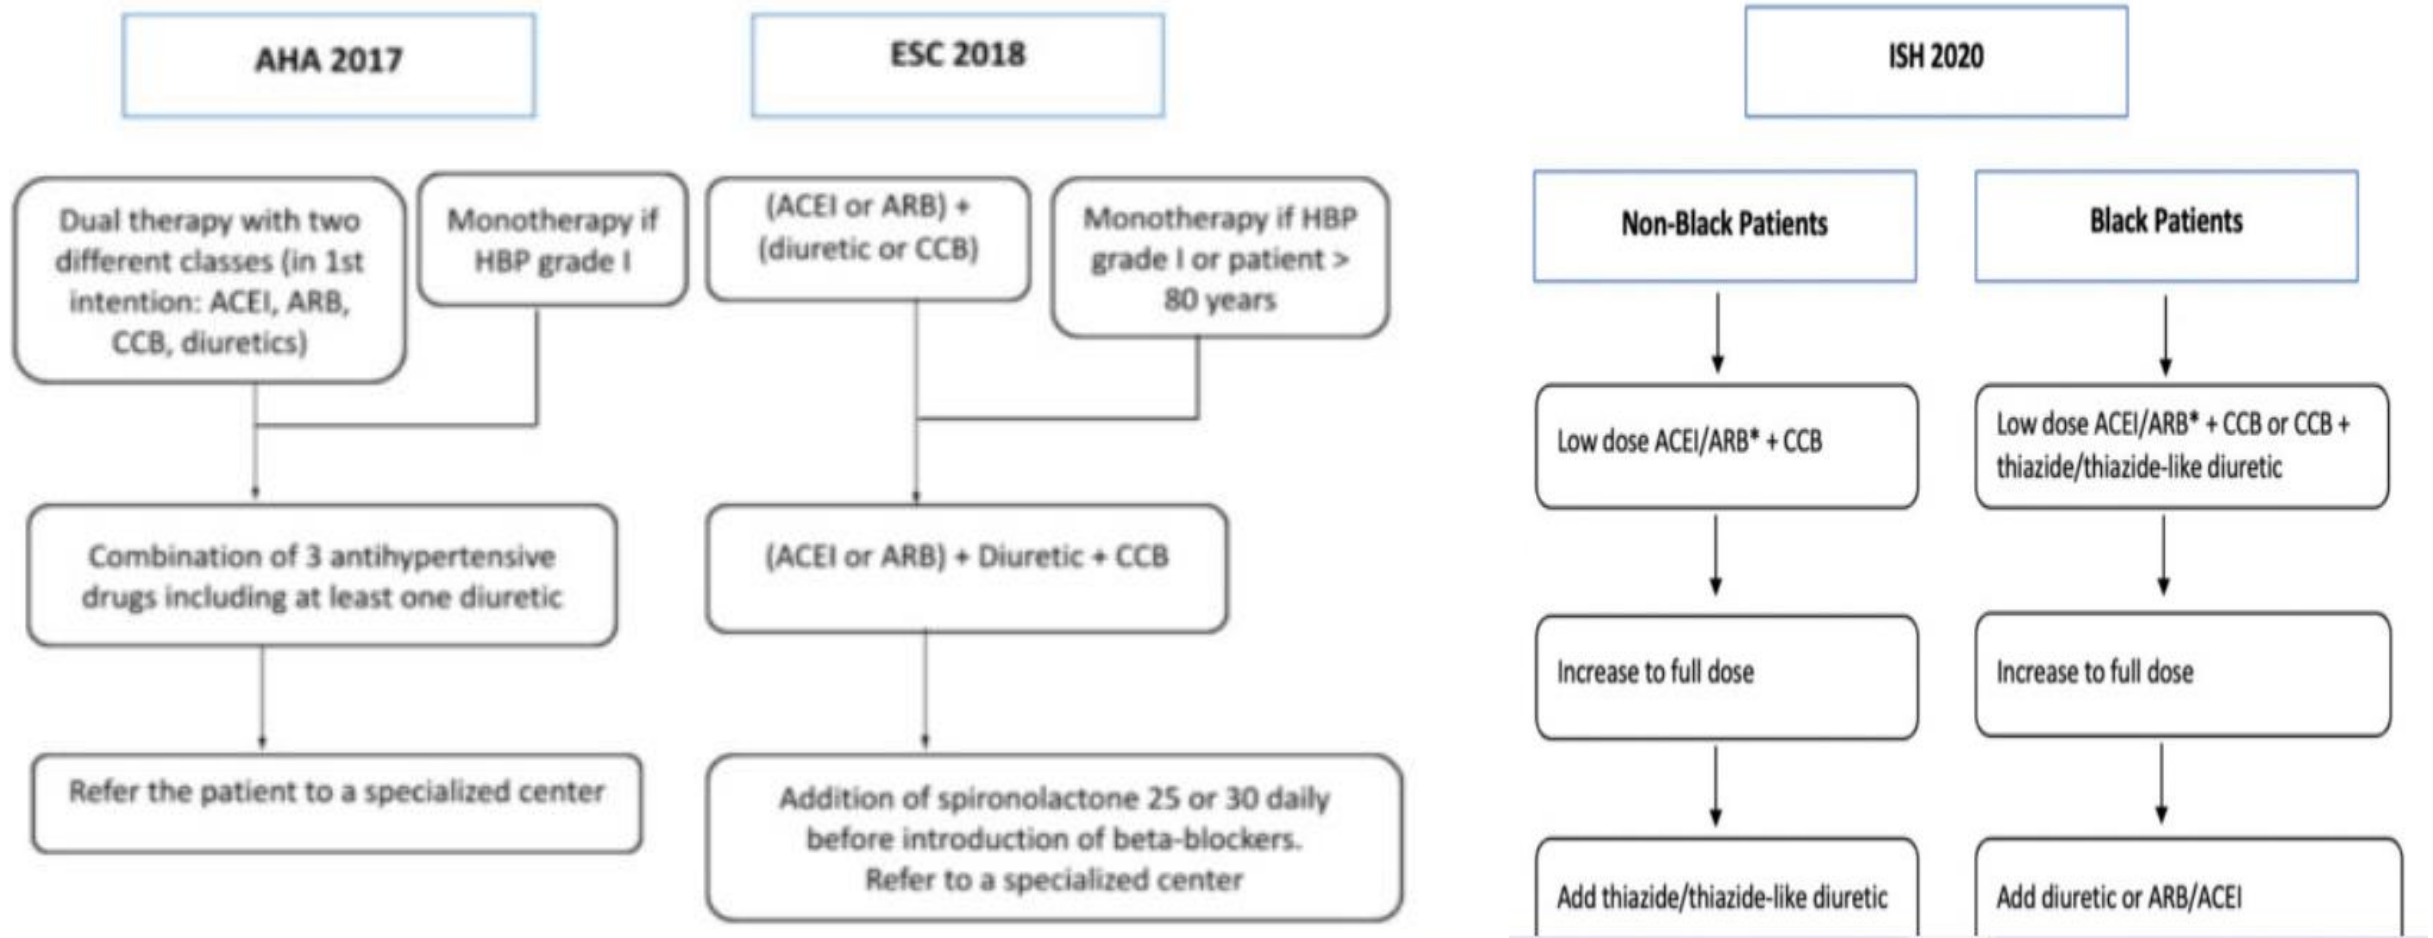 AHA 2017
Dual therapy with two
different classes (in 1st
intention: ACEI, ARB,
CCB, diuretics)
Monotherapy if
HBP grade I
Combination of 3 antihypertensive
drugs including at least one diuretic
Refer the patient to a specialized center
ESC 2018
(ACEI or ARB) +
(diuretic or CCB)
Monotherapy if HBP
grade I or patient >
80 years
(ACEI or ARB) + Diuretic + CCB
Addition of spironolactone 25 or 30 daily
before introduction of beta-blockers.
Refer to a specialized center
ISH 2020
Non-Black Patients
Low dose ACEI/ARB* + CCB
Increase to full dose
Add thiazide/thiazide-like diuretic
Black Patients
Low dose ACEI/ARB* + CCB or CCB +
thiazide/thiazide-like diuretic
Increase to full dose
Add diuretic or ARB/ACEI